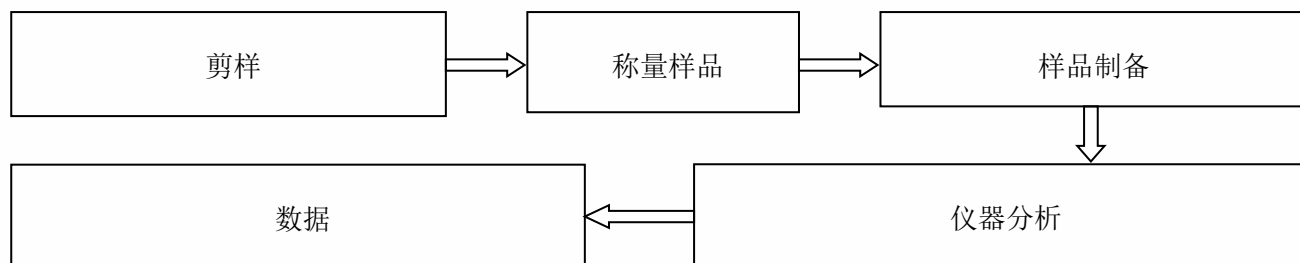 剪样
称量样品
样品制备
仪器分析
数据